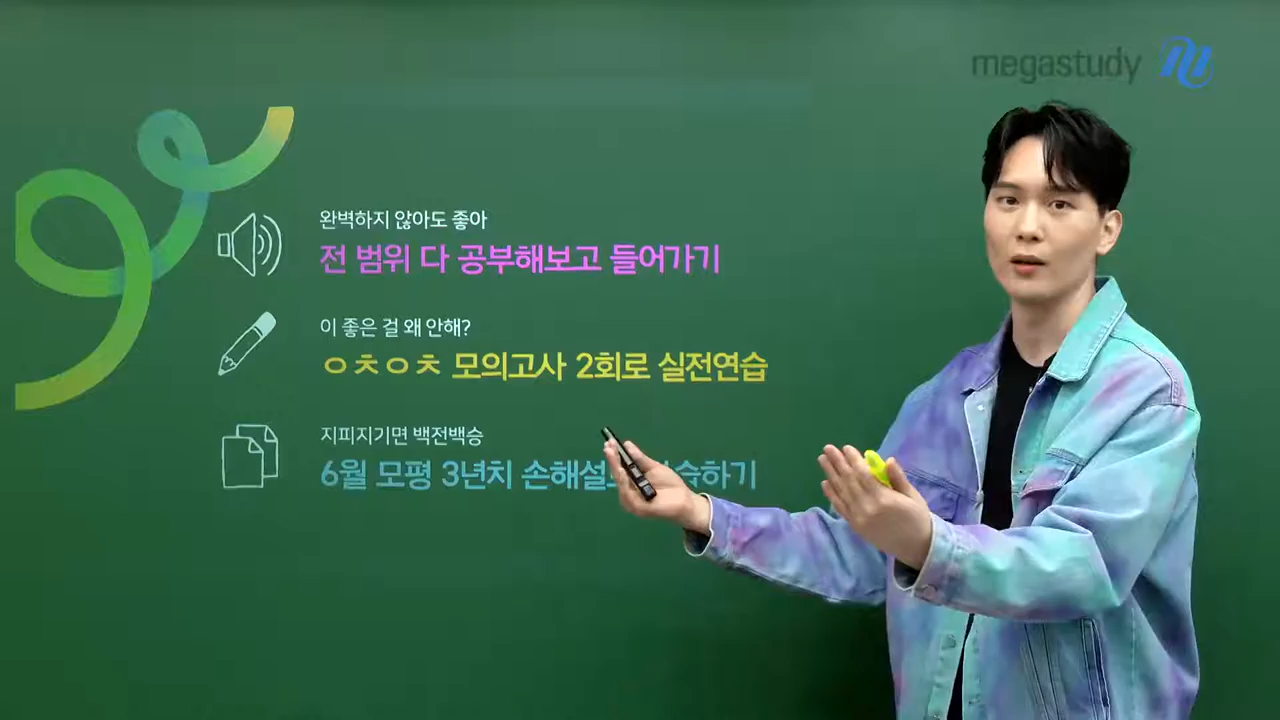 megastudy
완벽하지 않아도 좋아
전 범위 다 공부해보고 들어가기
이 좋은 걸 왜 안해?
ㅇㅊㅇㅊ 모의고사 2회로 실전연습
지피지기면 백전백승
6월 모평 3년치 손해설